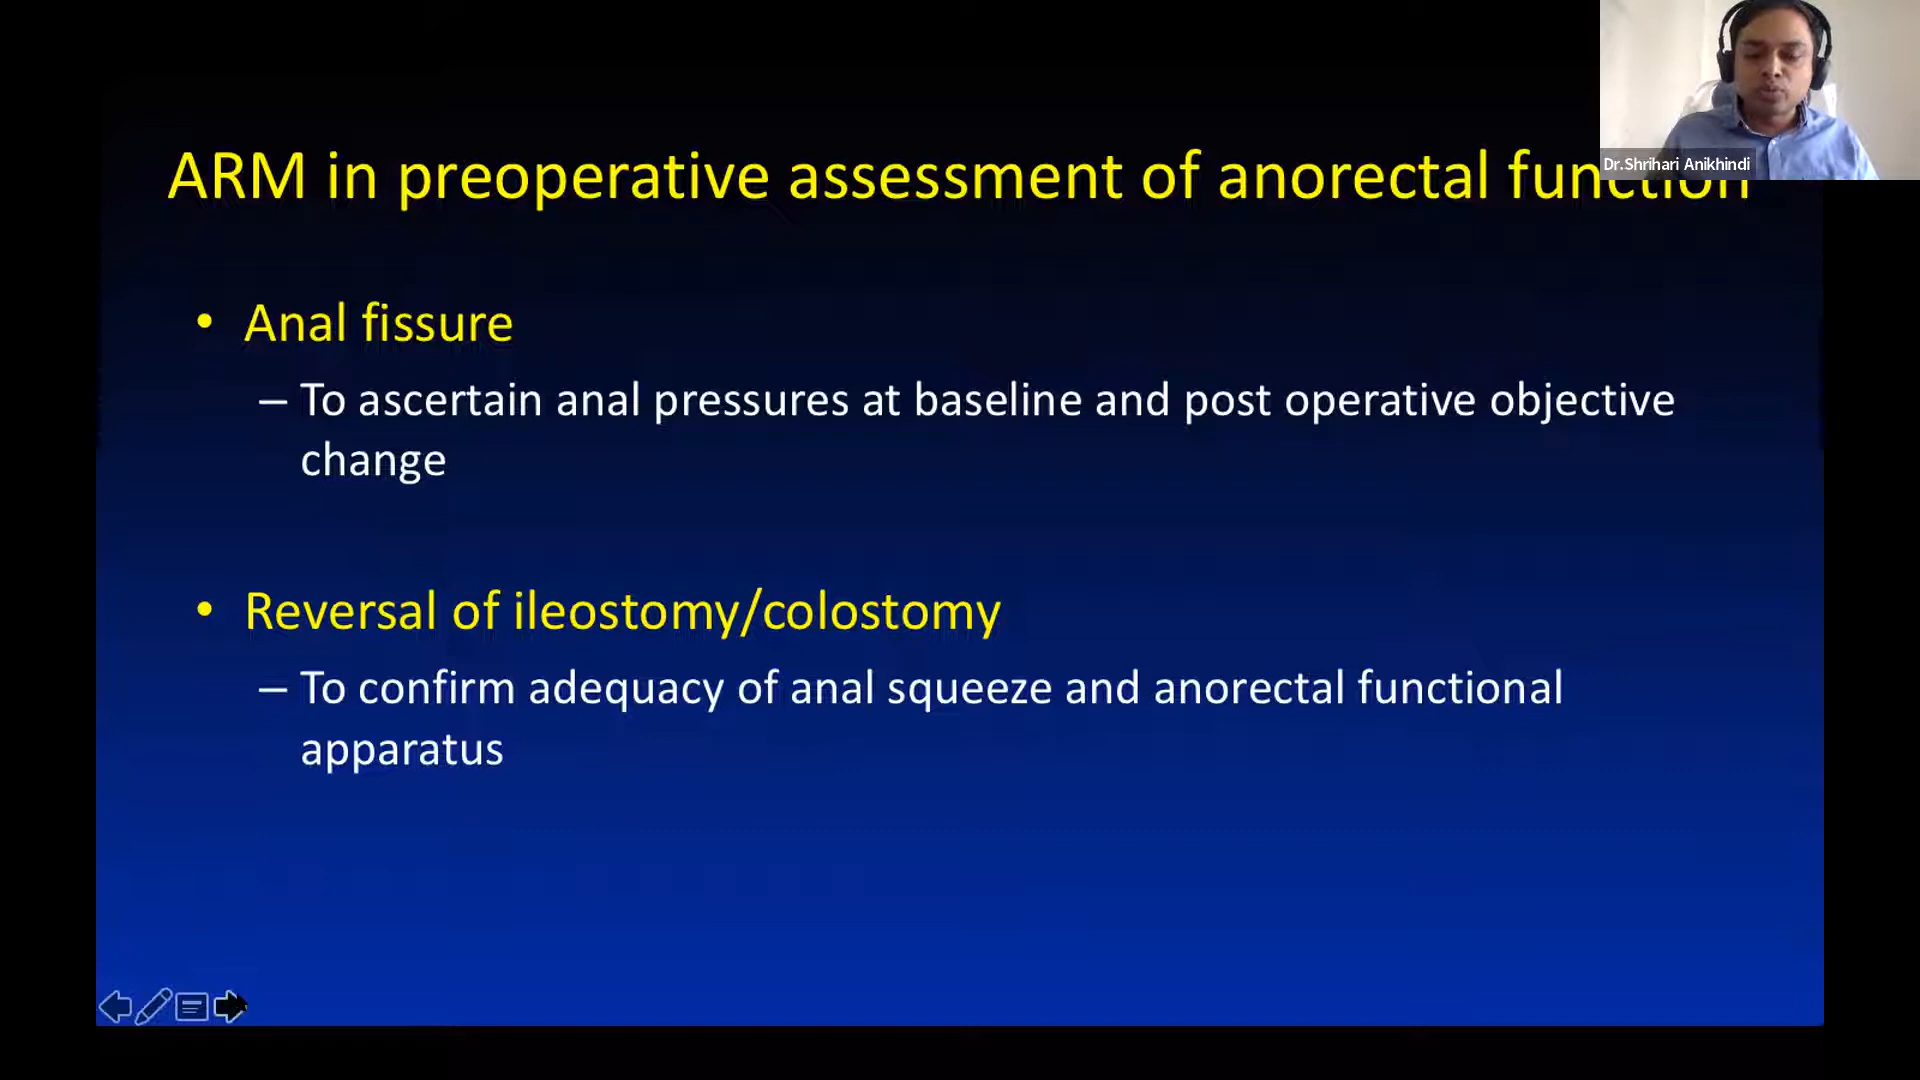 ARM in preoperative assessment of anorectal function
Dr.Shrihari Anikhindi
• Anal fissure
– To ascertain anal pressures at baseline and post operative objective
change
• Reversal of ileostomy/colostomy
– To confirm adequacy of anal squeeze and anorectal functional
apparatus